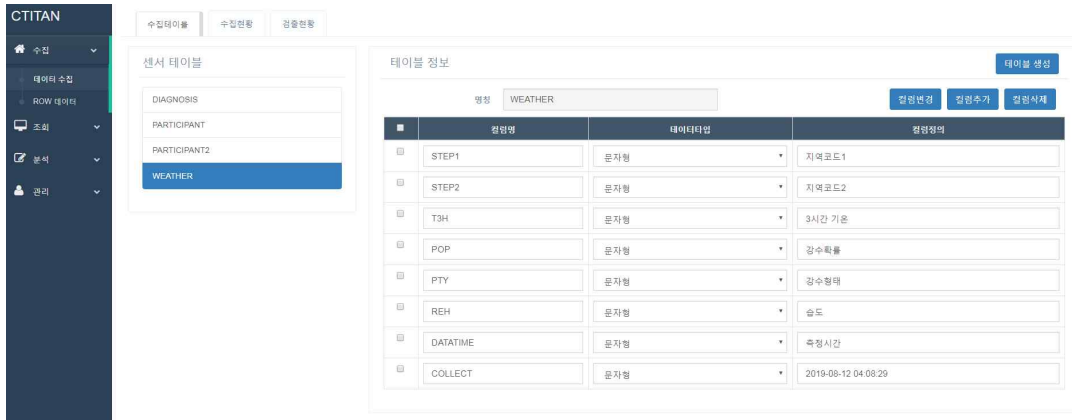 CTITAN
수집
데이터 수집
ROW 데이터
조회
분석
관리
수집테이블 수집현황 검출현황
센서 테이블
DIAGNOSIS
PARTICIPANT
PARTICIPANT2
WEATHER
테이블 정보 테이블 생성
명칭 WEATHER 컬럼변경 컬럼추가 컬럼삭제
컬럼명 데이터타입 컬럼정의
STEP1 문자형 지역코드1
STEP2 문자형 지역코드2
T3H 문자형 3시간 기온
POP 문자형 강수확률
PTY 문자형 강수형태
REH 문자형 습도
DATATIME 문자형 측정시간
COLLECT 문자형 2019-08-12 04:08:29